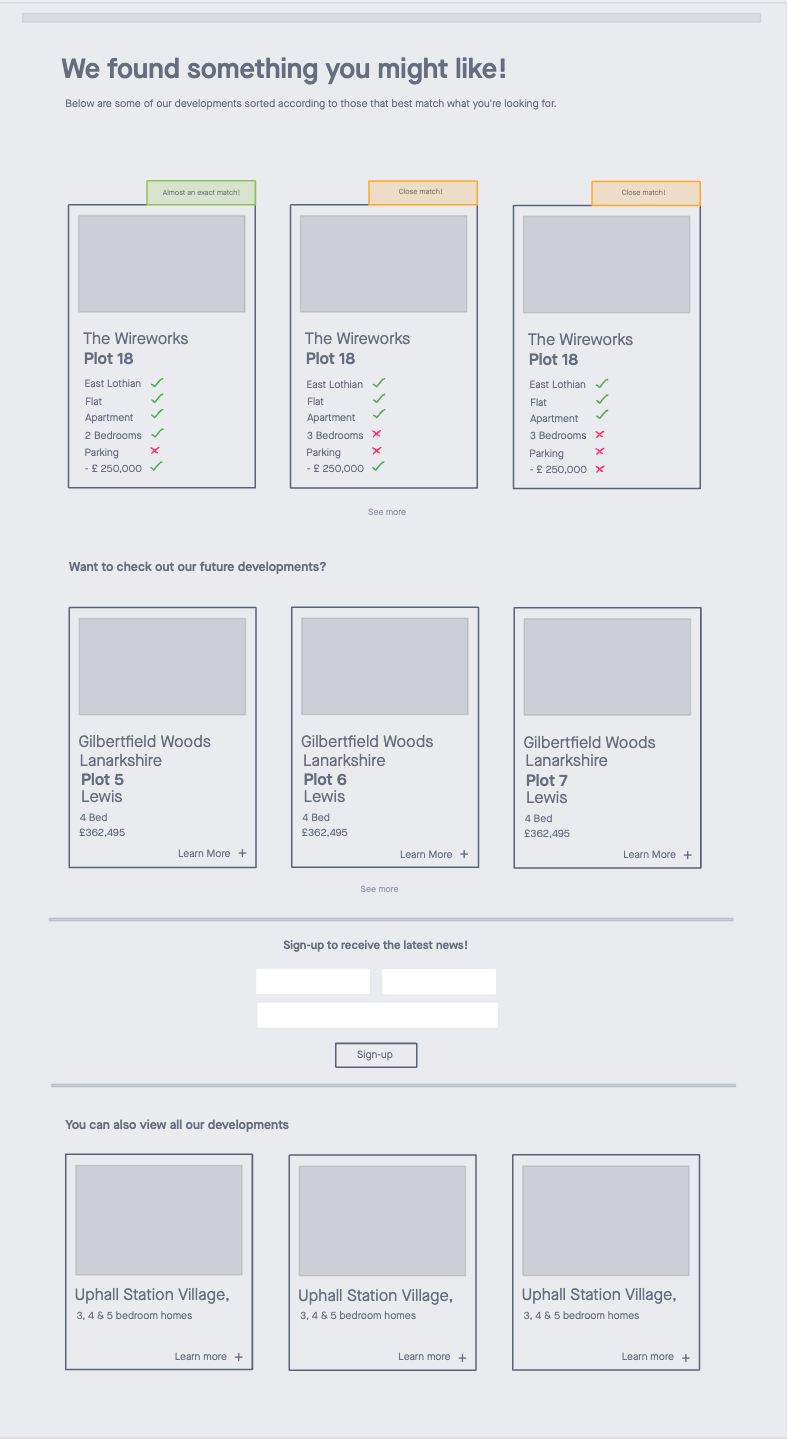 We found something you might like!
Below are some of our developments sorted according to those that best match what you're looking for.
Almost an exact match!
The Wireworks
Plot 18
East Lothian
Flat
Apartment
2 Bedrooms
Parking
- £ 250,000
Close match!
The Wireworks
Plot 18
East Lothian
Flat
Apartment
3 Bedrooms
Parking
- £ 250,000
Close match!
The Wireworks
Plot 18
East Lothian
Flat
Apartment
3 Bedrooms
Parking
- £ 250,000
See more
Want to check out our future developments?
Gilbertfield Woods
Lanarkshire
Plot 5
Lewis
4 Bed
£362,495
Learn More +
Gilbertfield Woods
Lanarkshire
Plot 6
Lewis
4 Bed
£362,495
Learn More +
Gilbertfield Woods
Lanarkshire
Plot 7
Lewis
4 Bed
£362,495
Learn More +
See more
Sign-up to receive the latest news!
Sign-up
You can also view all our developments
Uphall Station Village,
3, 4 & 5 bedroom homes
Learn more +
Uphall Station Village,
3, 4 & 5 bedroom homes
Learn more +
Uphall Station Village,
3, 4 & 5 bedroom homes
Learn more +